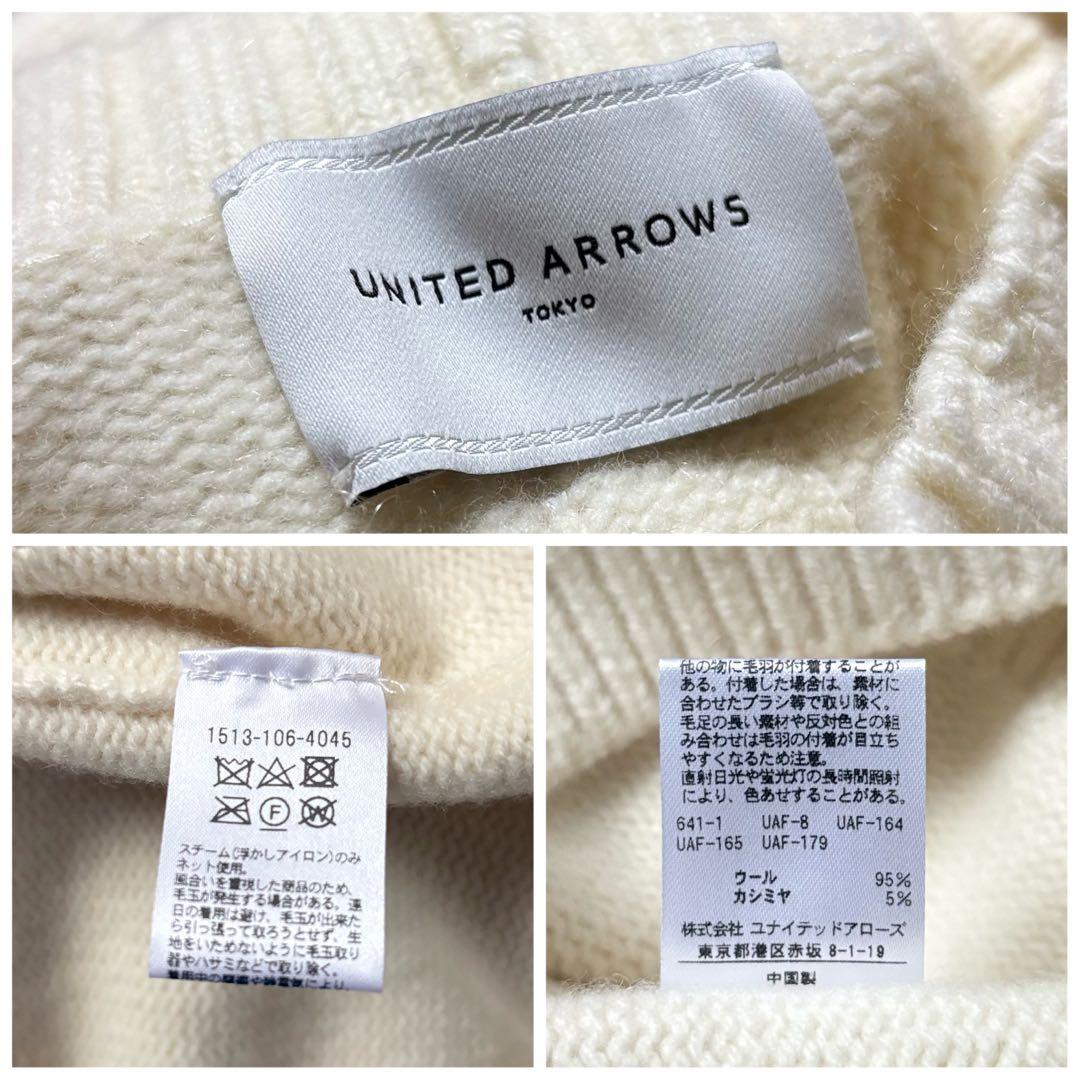 UNITED ARROWS
TOKYO
1513-106-4045
F
W
スチーム(浮かしアイロン)のみ
ネット使用。
風合いを重視した商品のため、
毛玉が発生する場合がある。連
日の着用は避け、毛玉が出来た
ら引っ張って取ろうとせず、生
地をいためないように毛玉取り
器やハサミなどで取り除く。
着用中の摩擦や静電気により
他の物に毛羽が付着することが
ある。付着した場合は、素材に
合わせたブラシ等で取り除く。
毛足の長い素材や反対色との組
み合わせは毛羽の付着が目立ち
やすくなるため注意。
直射日光や蛍光灯の長時間照射
により、色あせすることがある。
641-1 UAF-8 UAF-164
UAF-165 UAF-179
ウール 95%
カシミヤ 5%
株式会社 ユナイテッドアローズ
東京都港区赤坂 8-1-19
中国製